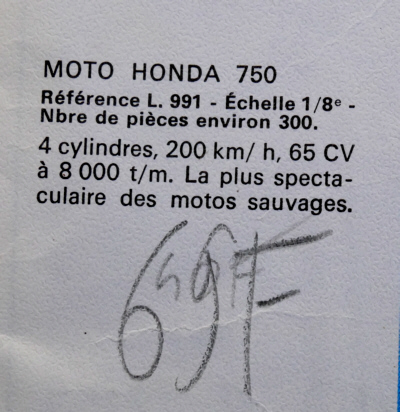 MOTO HONDA 750
Référence L. 991 - Échelle 1/8e -
Nbre de pièces environ 300.
4 cylindres, 200 km/ h, 65 CV
à 8 000 t/m. La plus specta-
culaire des motos sauvages.
69F